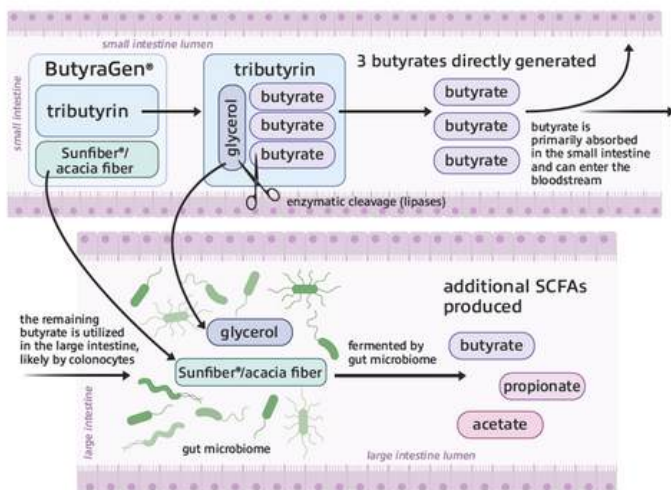 small intestine lumen
small intestine
ButyraGen®
tributyrin
Sunfiber®/
acacia fiber
tributyrin
glycerol
butyrate
butyrate
butyrate
enzymatic cleavage (lipases)
3 butyrates directly generated
butyrate
butyrate
butyrate
butyrate is
primarily absorbed
in the small intestine
and can enter the
bloodstream
the remaining
butyrate is utilized
in the large intestine,
likely by colonocytes
large intestine
glycerol
Sunfiber®/acacia fiber
gut microbiome
fermented by
gut microbiome
additional SCFAs
produced
butyrate
propionate
acetate
large intestine lumen